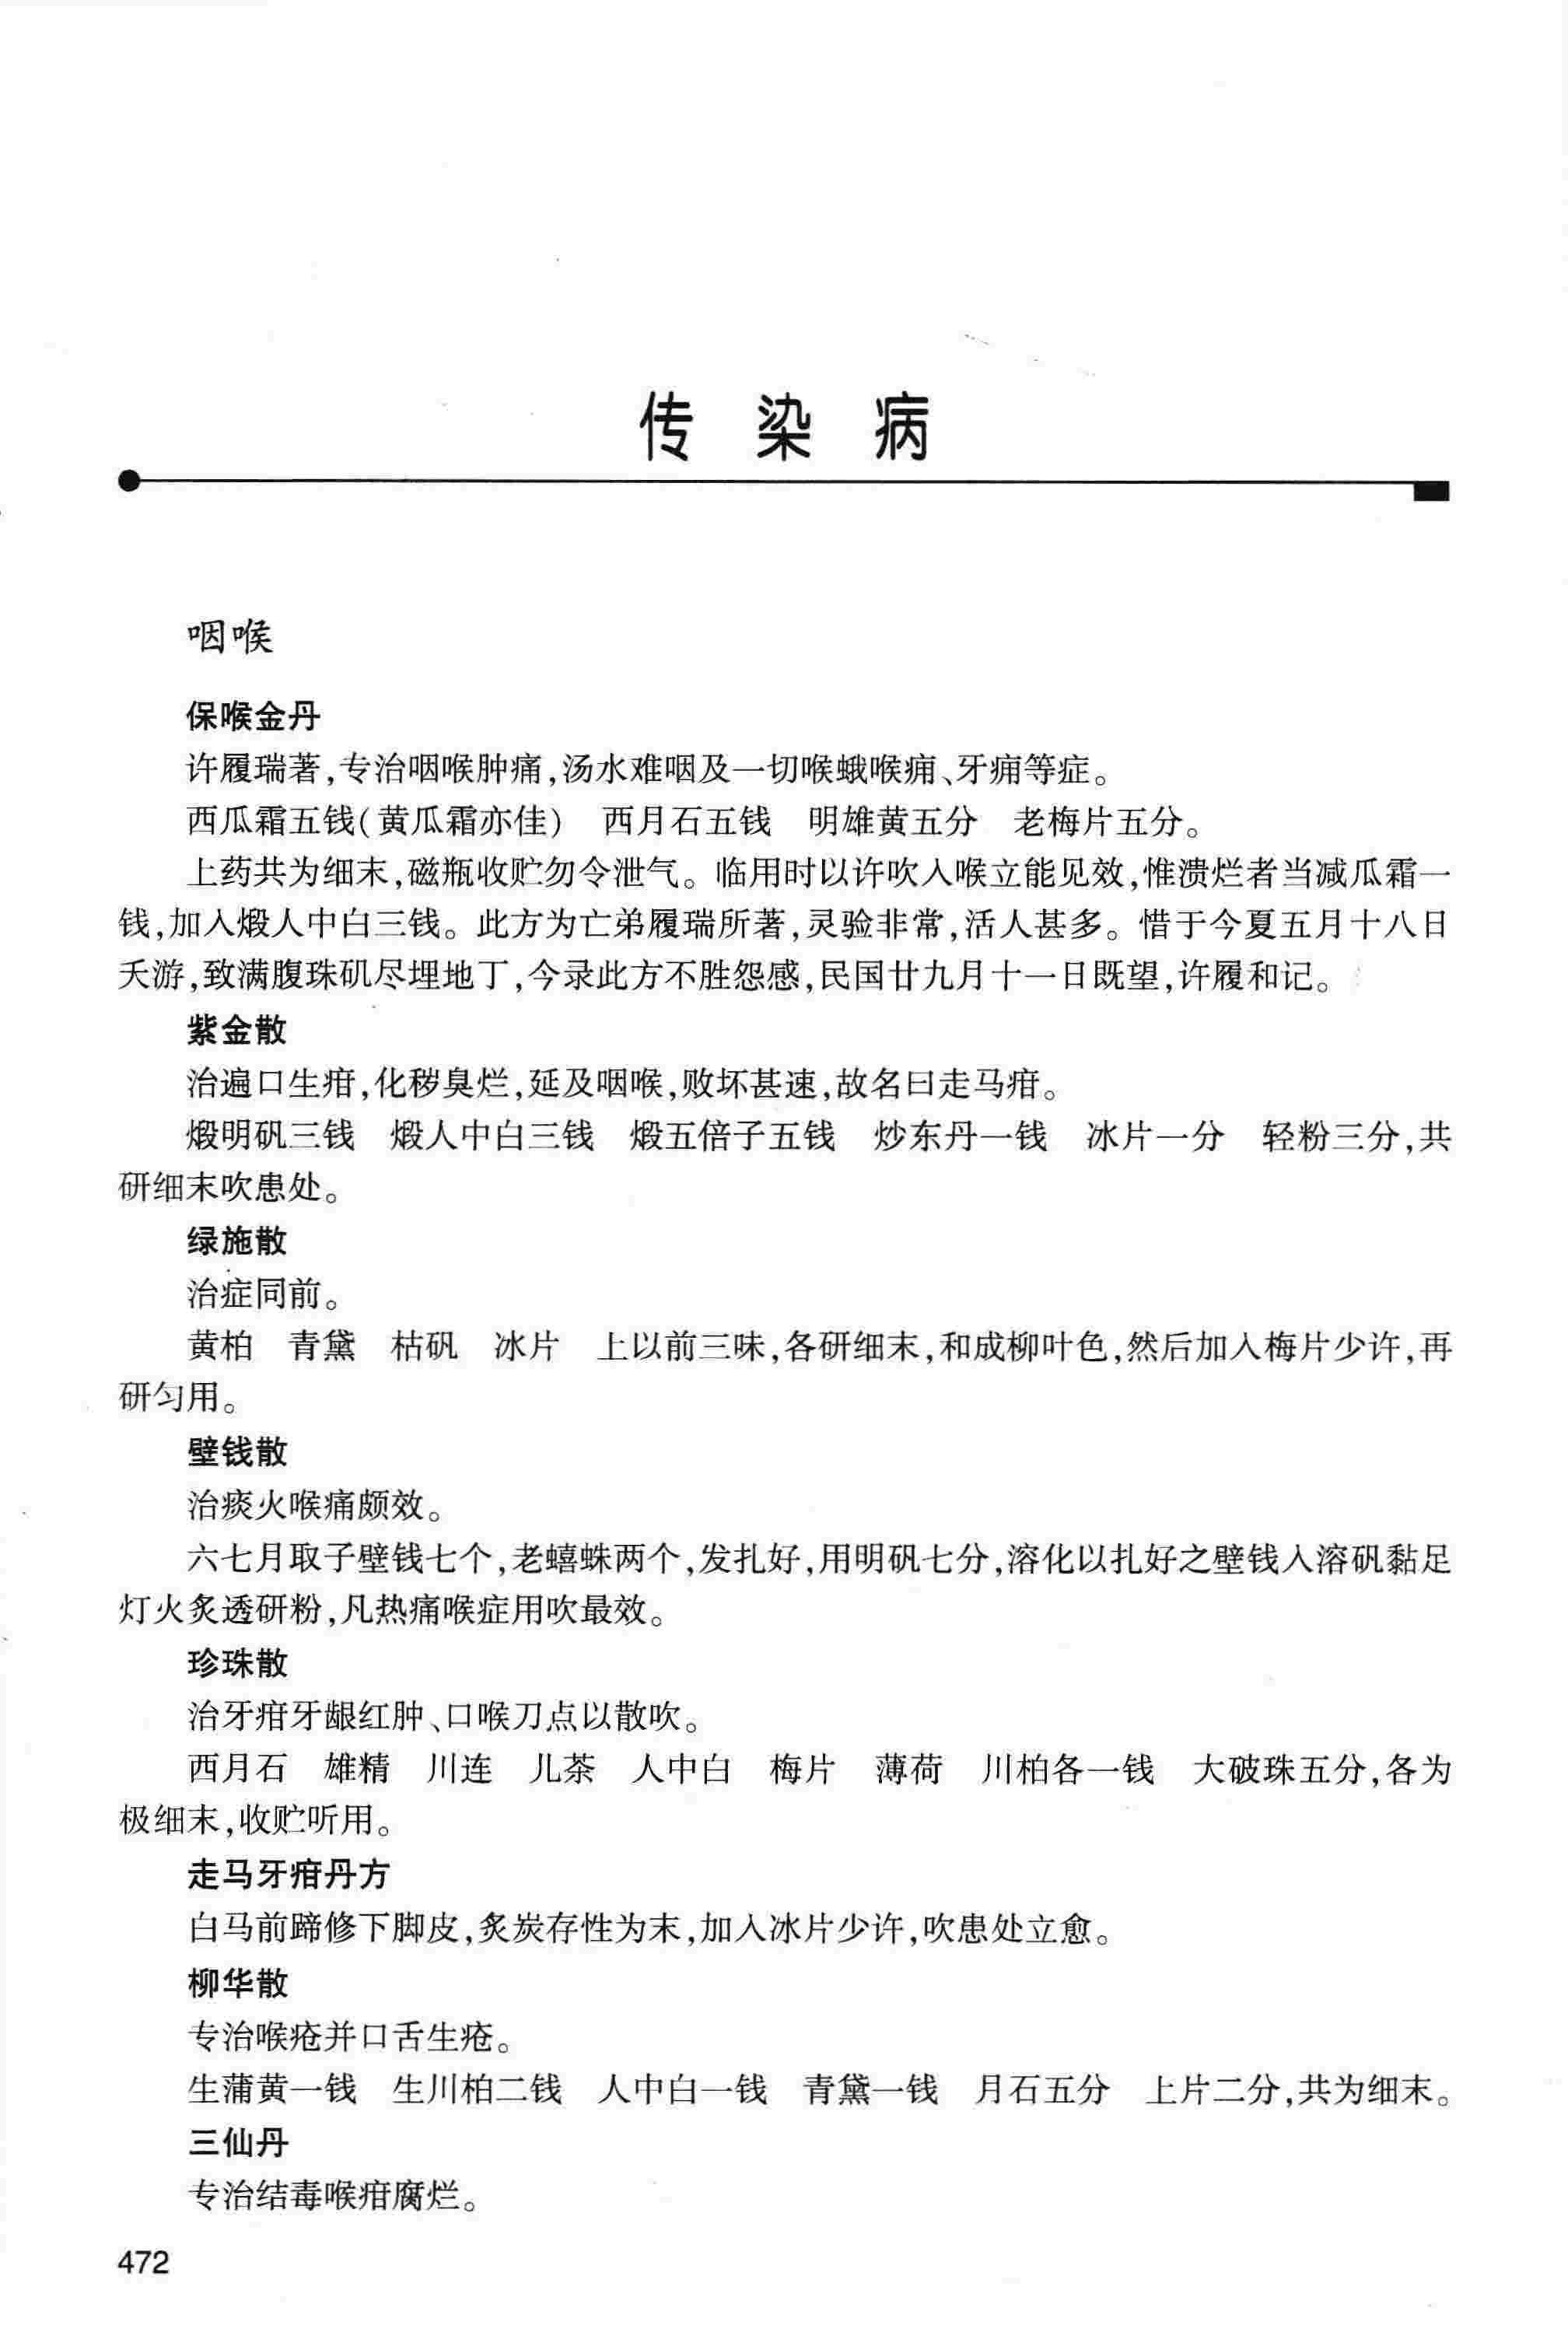 传 染 病
咽喉
保喉金丹
许履瑞著,专治咽喉肿痛,汤水难咽及一切喉蛾喉痈、牙痈等症。
西瓜霜五钱(黄瓜霜亦佳) 西月石五钱 明雄黄五分 老梅片五分。
上药共为细末,磁瓶收贮勿令泄气。临用时以许吹入喉立能见效,惟溃烂者当减瓜霜一
钱,加入煅人中白三钱。此方为亡弟履瑞所著,灵验非常,活人甚多。惜于今夏五月十八日
夭游,致满腹珠矶尽埋地丁,今录此方不胜怨感,民国廿九月十一日既望,许履和记。
紫金散
治遍口生疳,化秽臭烂,延及咽喉,败坏甚速,故名曰走马疳。
煅明矾三钱 煅人中白三钱 煅五倍子五钱 炒东丹一钱 冰片一分 轻粉三分,共
研细末吹患处。
绿施散
治症同前。
黄柏 青黛 枯矾 冰片 上以前三味,各研细末,和成柳叶色,然后加入梅片少许,再
研匀用。
壁钱散
治痰火喉痛颇效。
六七月取子壁钱七个,老蟢蛛两个,发扎好,用明矾七分,溶化以扎好之壁钱入溶矾黏足
灯火炙透研粉,凡热痛喉症用吹最效。
珍珠散
治牙疳牙龈红肿、口喉刀点以散吹。
西月石 雄精 川连 儿茶 人中白 梅片 薄荷 川柏各一钱 大破珠五分,各为
极细末,收贮听用。
走马牙疳丹方
白马前蹄修下脚皮,炙炭存性为末,加入冰片少许,吹患处立愈。
柳华散
专治喉疮并口舌生疮。
生蒲黄一钱 生川柏二钱 人中白一钱 青黛一钱 月石五分 上片二分,共为细末。
三仙丹
专治结毒喉疳腐烂。
472